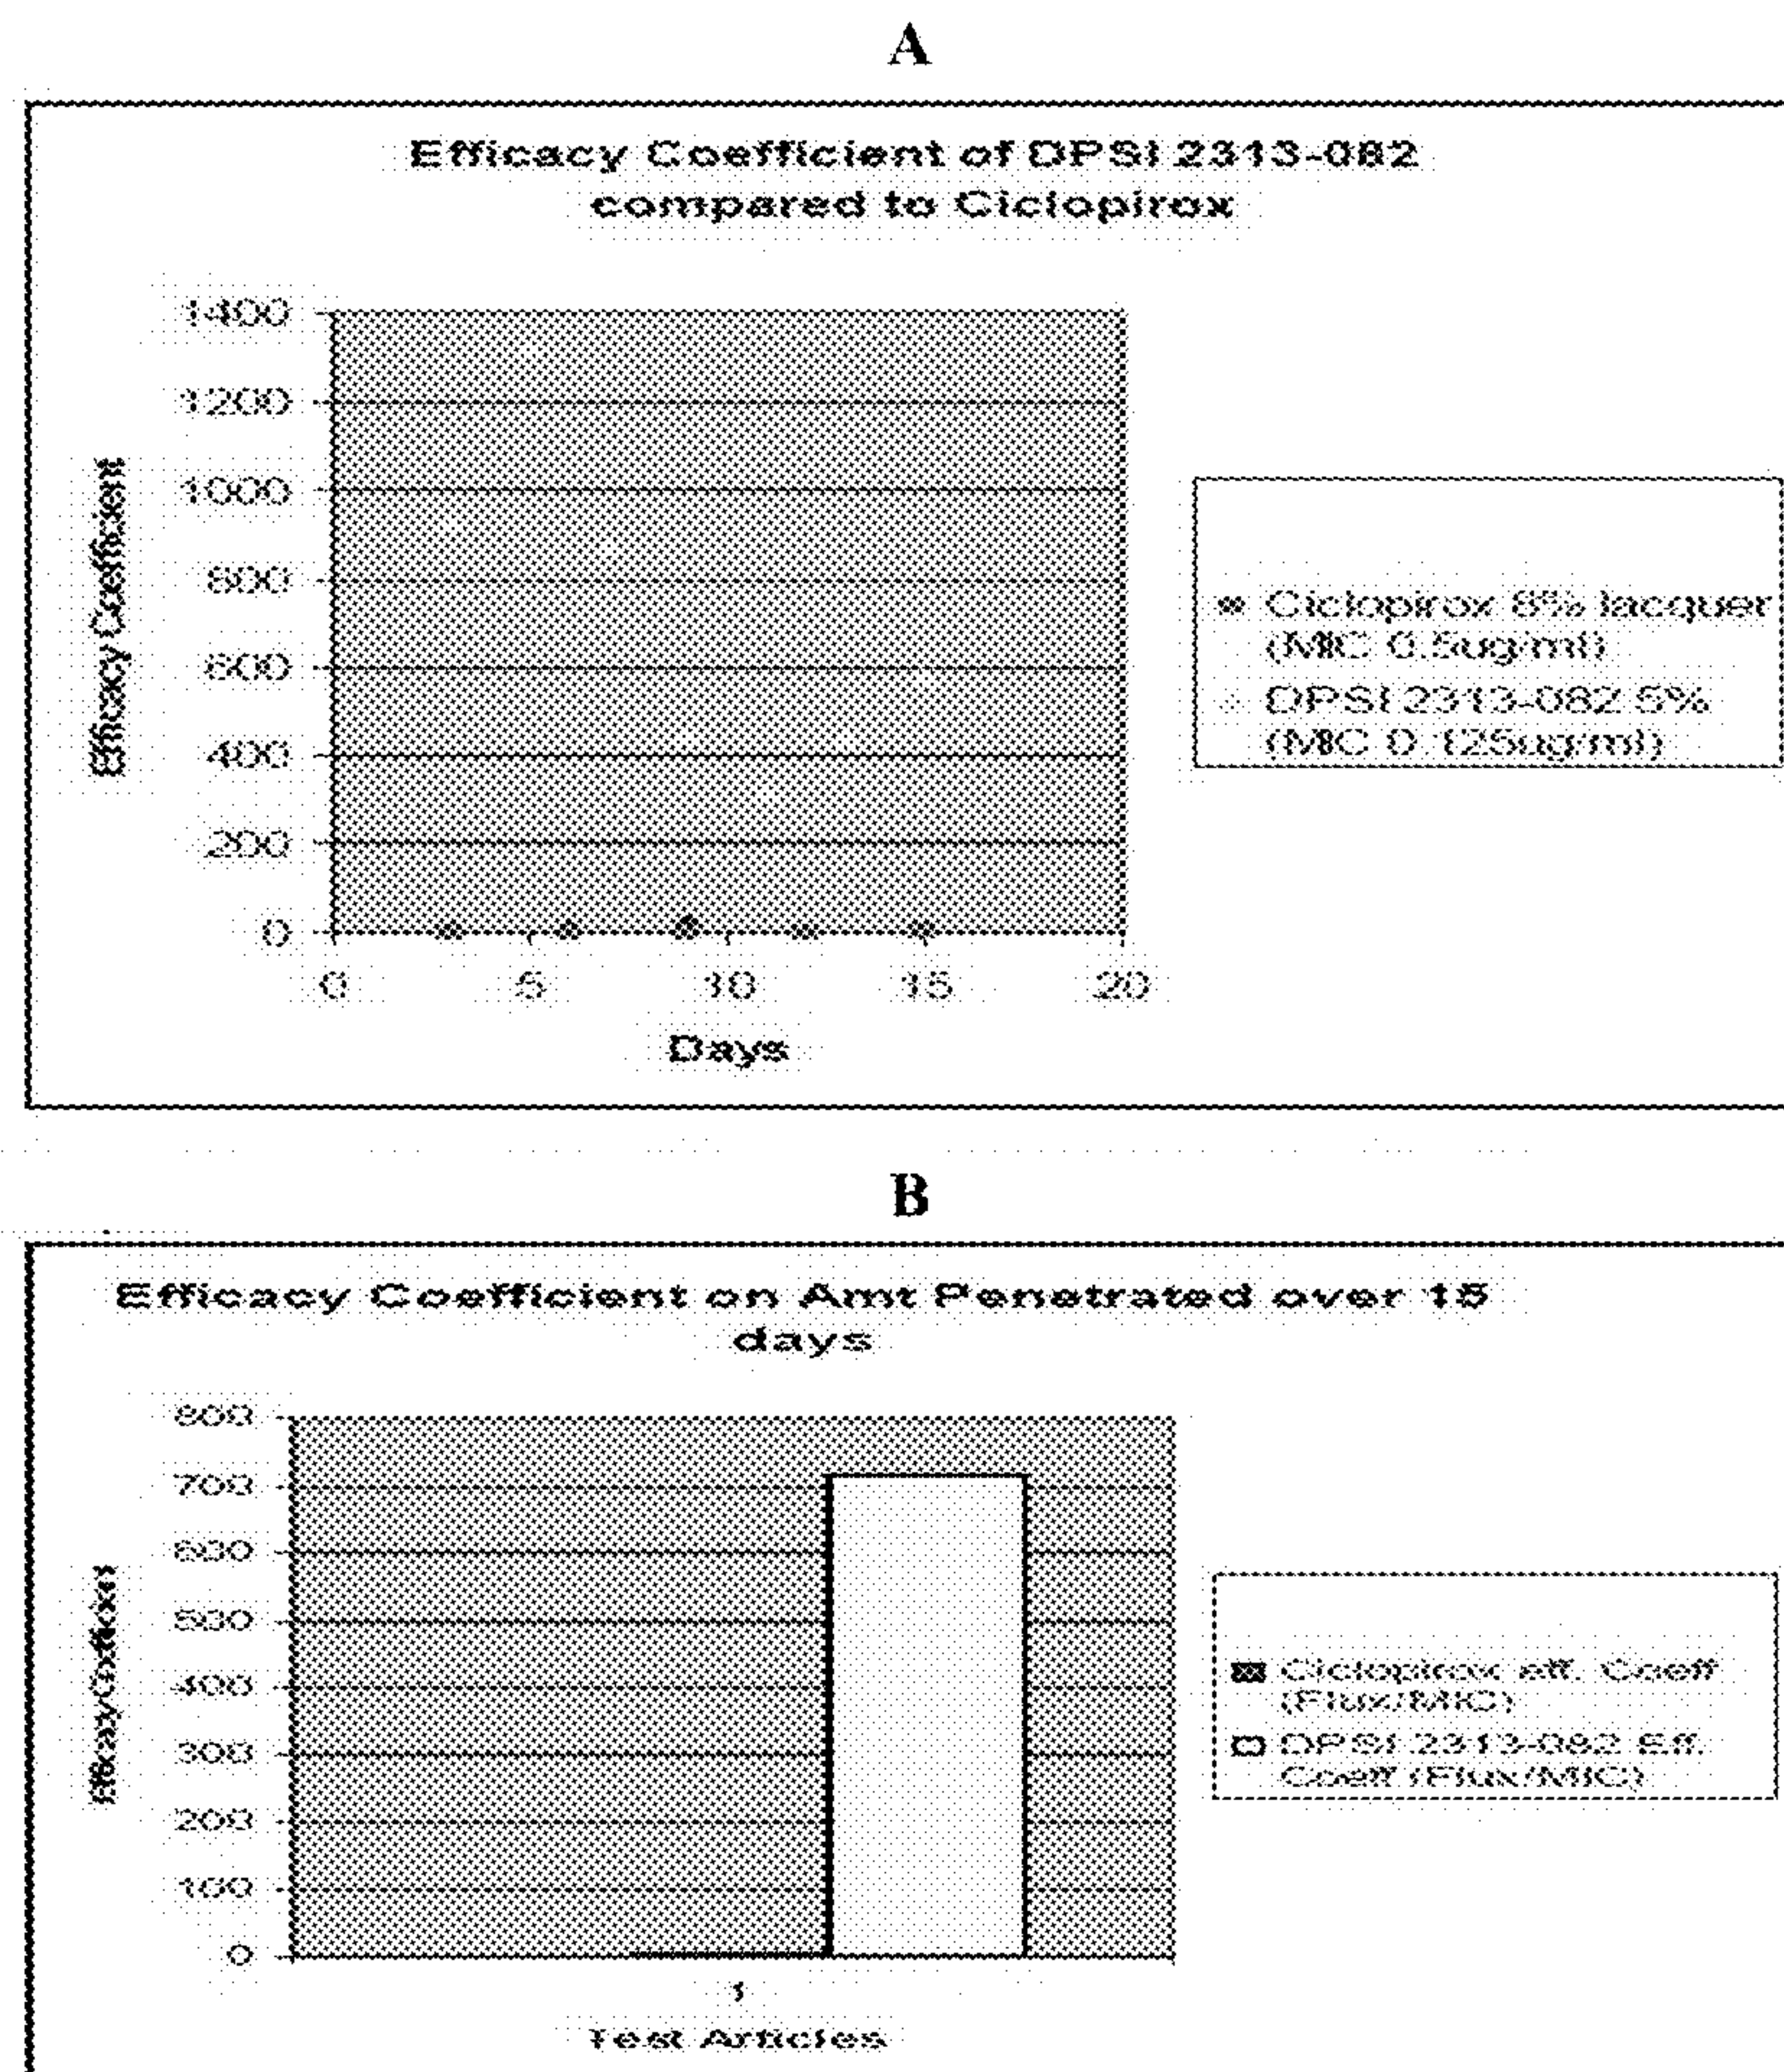 A
Efficacy Coefficient of DPSI 2313-082
compared to Ciclopirox
Efficacy Coefficient
1400
1200
1000
800
600
400
200
0
0 5 10 15 20
Days
Ciclopirox 8% lacquer
(MIC 0.5ug/ml)
DPSI 2313-082 5%
(MIC 0.125ug/ml)
B
Efficacy Coefficient on Amt Penetrated over 15
days
800
700
600
500
400
300
200
100
0
1
Test Articles
Ciclopirox eff. Coeff
(Flux/MIC)
DPSI 2313-082 Eff.
Coeff (Flux/MIC)